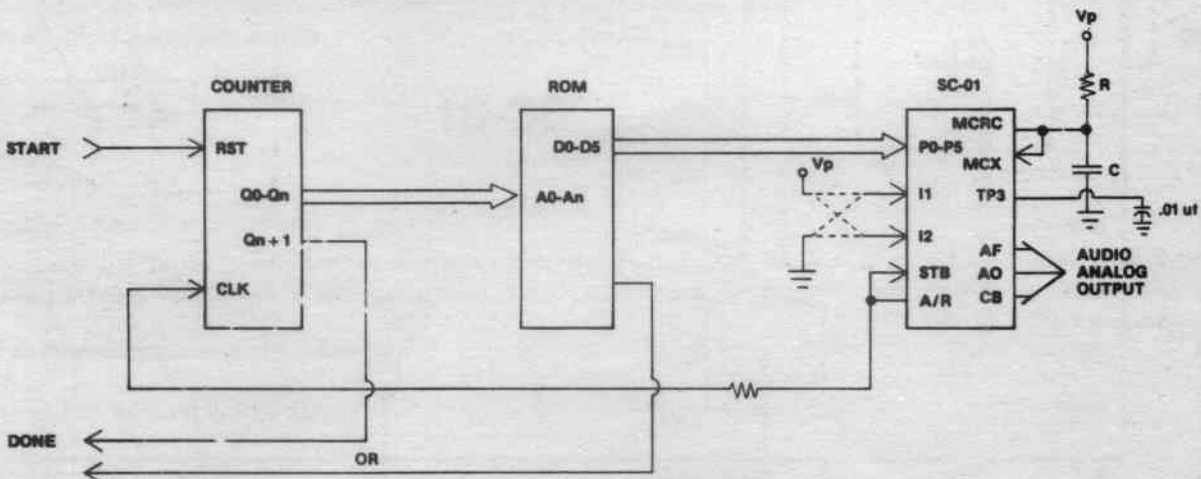 Vp
COUNTER
ROM
SC-01
R
MCRC
START
RST
D0-D5
P0-P5
MCX
Vp
C
Q0-Qn
A0-An
I1
TP3
.01 uf
Qn + 1
I2
AF
AUDIO
ANALOG
OUTPUT
STB
AO
CLK
A/R
CB
DONE
OR